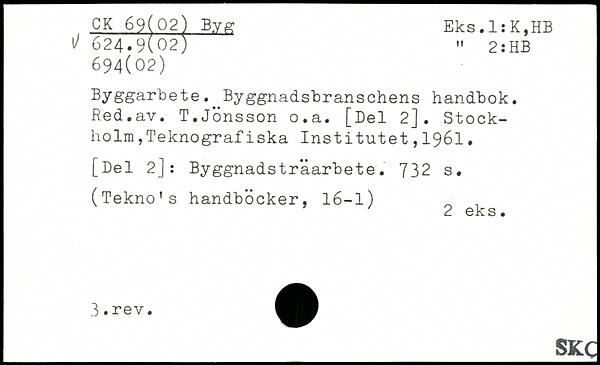 CK 69(02) Byg
Eks.1:K,HB
√ 624.9(02)
" 2:HB
694(02)
Byggarbete. Byggnadsbranschens handbok.
Red.av. T.Jönsson o.a. [Del 2]. Stock-
holm,Teknografiska Institutet,1961.
[Del 2]: Byggnadsträarbete. 732 s.
(Tekno's handböcker, 16-1)
2 eks.
3.rev.
SKC